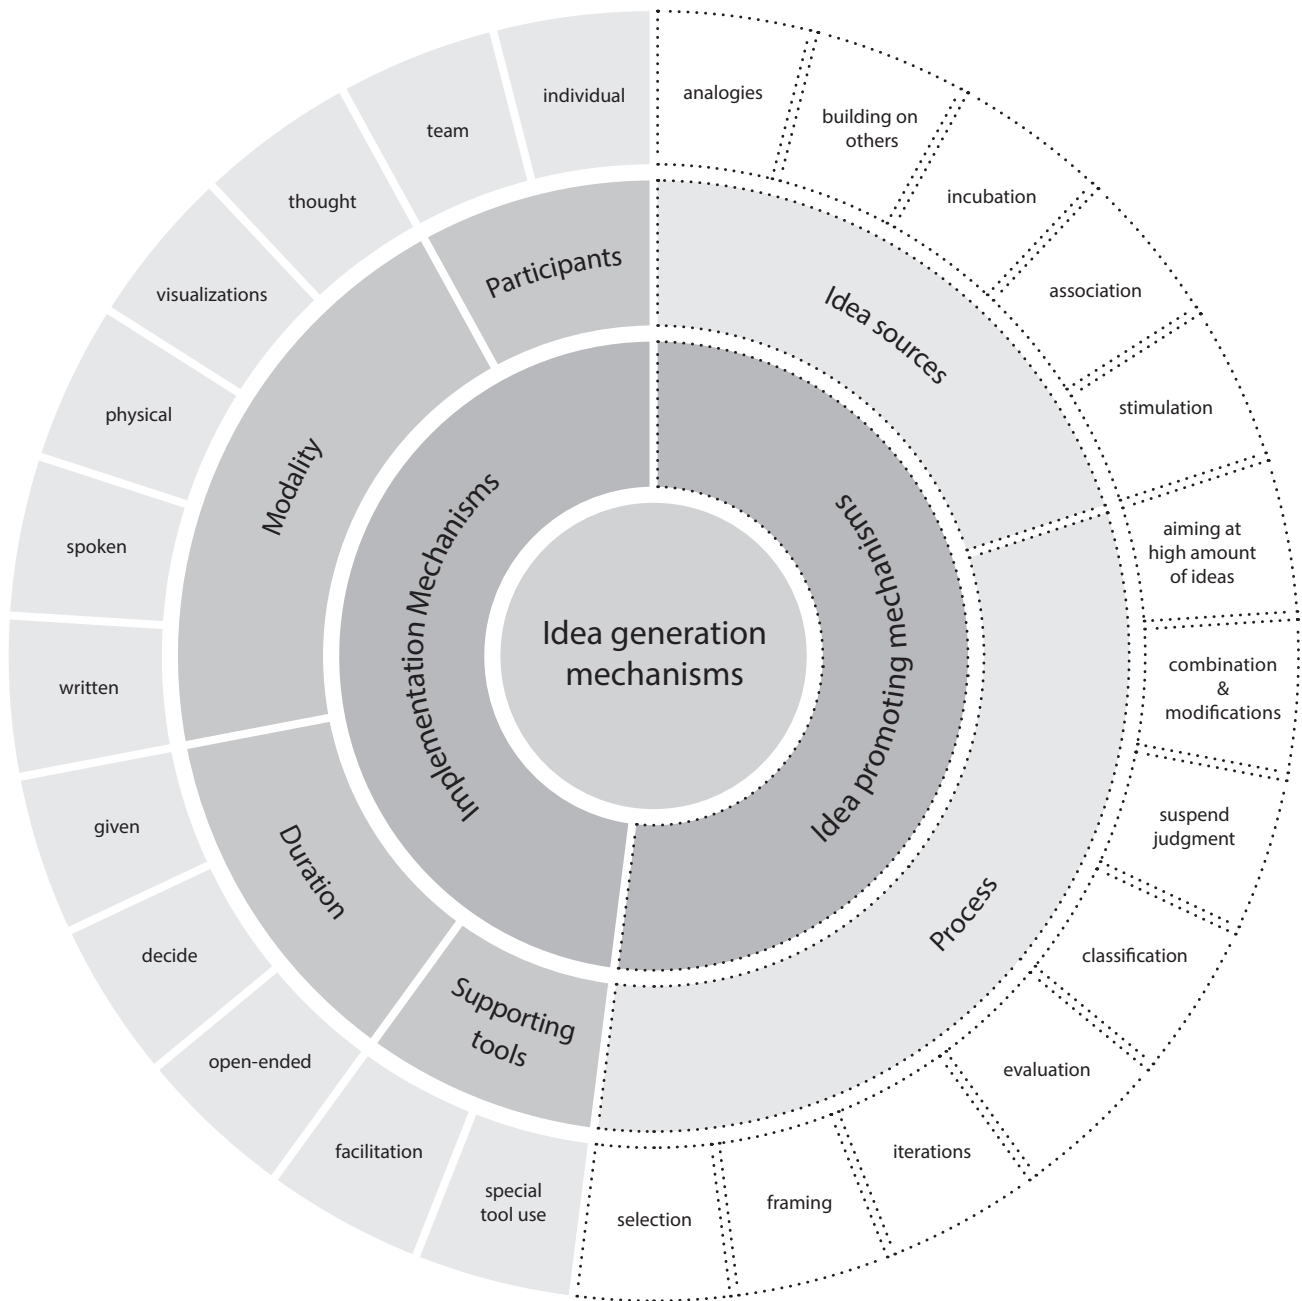 Idea generation
mechanisms
Implementation Mechanisms
Idea promoting mechanisms
Participants
Modality
Duration
Supporting
tools
Idea sources
Process
individual
team
thought
visualizations
physical
spoken
written
given
decide
open-ended
facilitation
special
tool use
analogies
building on
others
incubation
association
stimulation
aiming at
high amount
of ideas
combination
&
modifications
suspend
judgment
classification
evaluation
iterations
framing
selection